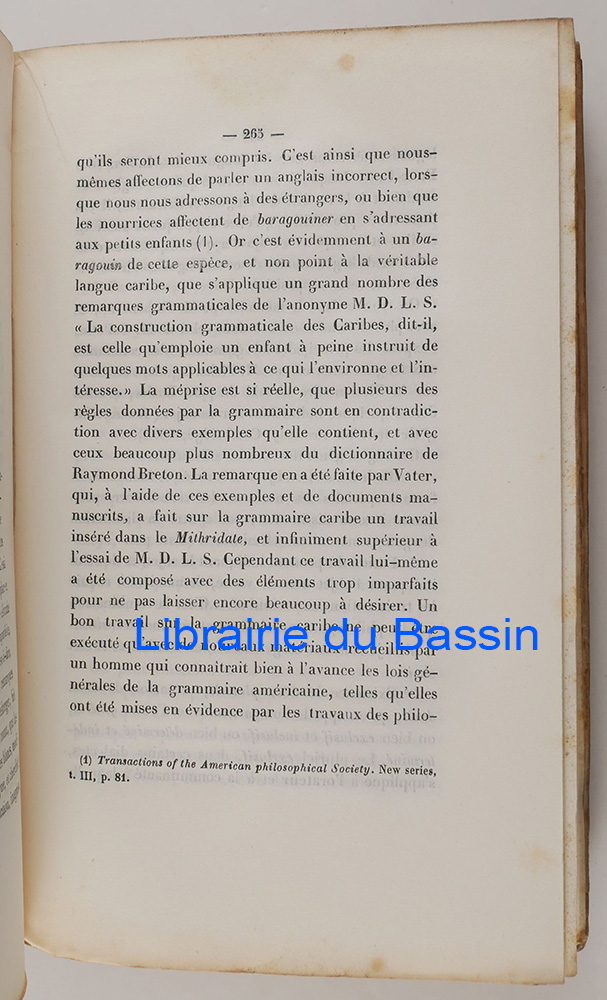 — 265 —
qu'ils seront mieux compris. C'est ainsi que nous-
mêmes affectons de parler un anglais incorrect, lors-
que nous nous adressons à des étrangers, ou bien que
les nourrices affectent de baragouiner en s'adressant
aux petits enfants (1). Or c'est évidemment à un ba-
ragouin de cette espèce, et non point à la véritable
langue caribe, que s'applique un grand nombre des
remarques grammaticales de l'anonyme M. D. L. S.
« La construction grammaticale des Caribes, dit-il,
est celle qu'emploie un enfant à peine instruit de
quelques mots applicables à ce qui l'environne et l'in-
téresse.» La méprise est si réelle, que plusieurs des
règles données par la grammaire sont en contradic-
tion avec divers exemples qu'elle contient, et avec
ceux beaucoup plus nombreux du dictionnaire de
Raymond Breton. La remarque en a été faite par Vater,
qui, à l'aide de ces exemples et de documents ma-
nuscrits, a fait sur la grammaire caribe un travail
inséré dans le Mithridate, et infiniment supérieur à
l'essai de M. D. L. S. Cependant ce travail lui-même
a été composé avec des éléments trop imparfaits
pour ne pas laisser encore beaucoup à désirer. Un
bon travail sur la grammaire caribe ne peut être
Librairie du Bassin
exécuté qu'avec de nouveaux matériaux recueillis par
un homme qui connaîtrait bien à l'avance les lois gé-
nérales de la grammaire américaine, telles qu'elles
ont été mises en évidence par les travaux des philo-
(1) Transactions of the American philosophical Society. New series,
t. III, p. 81.